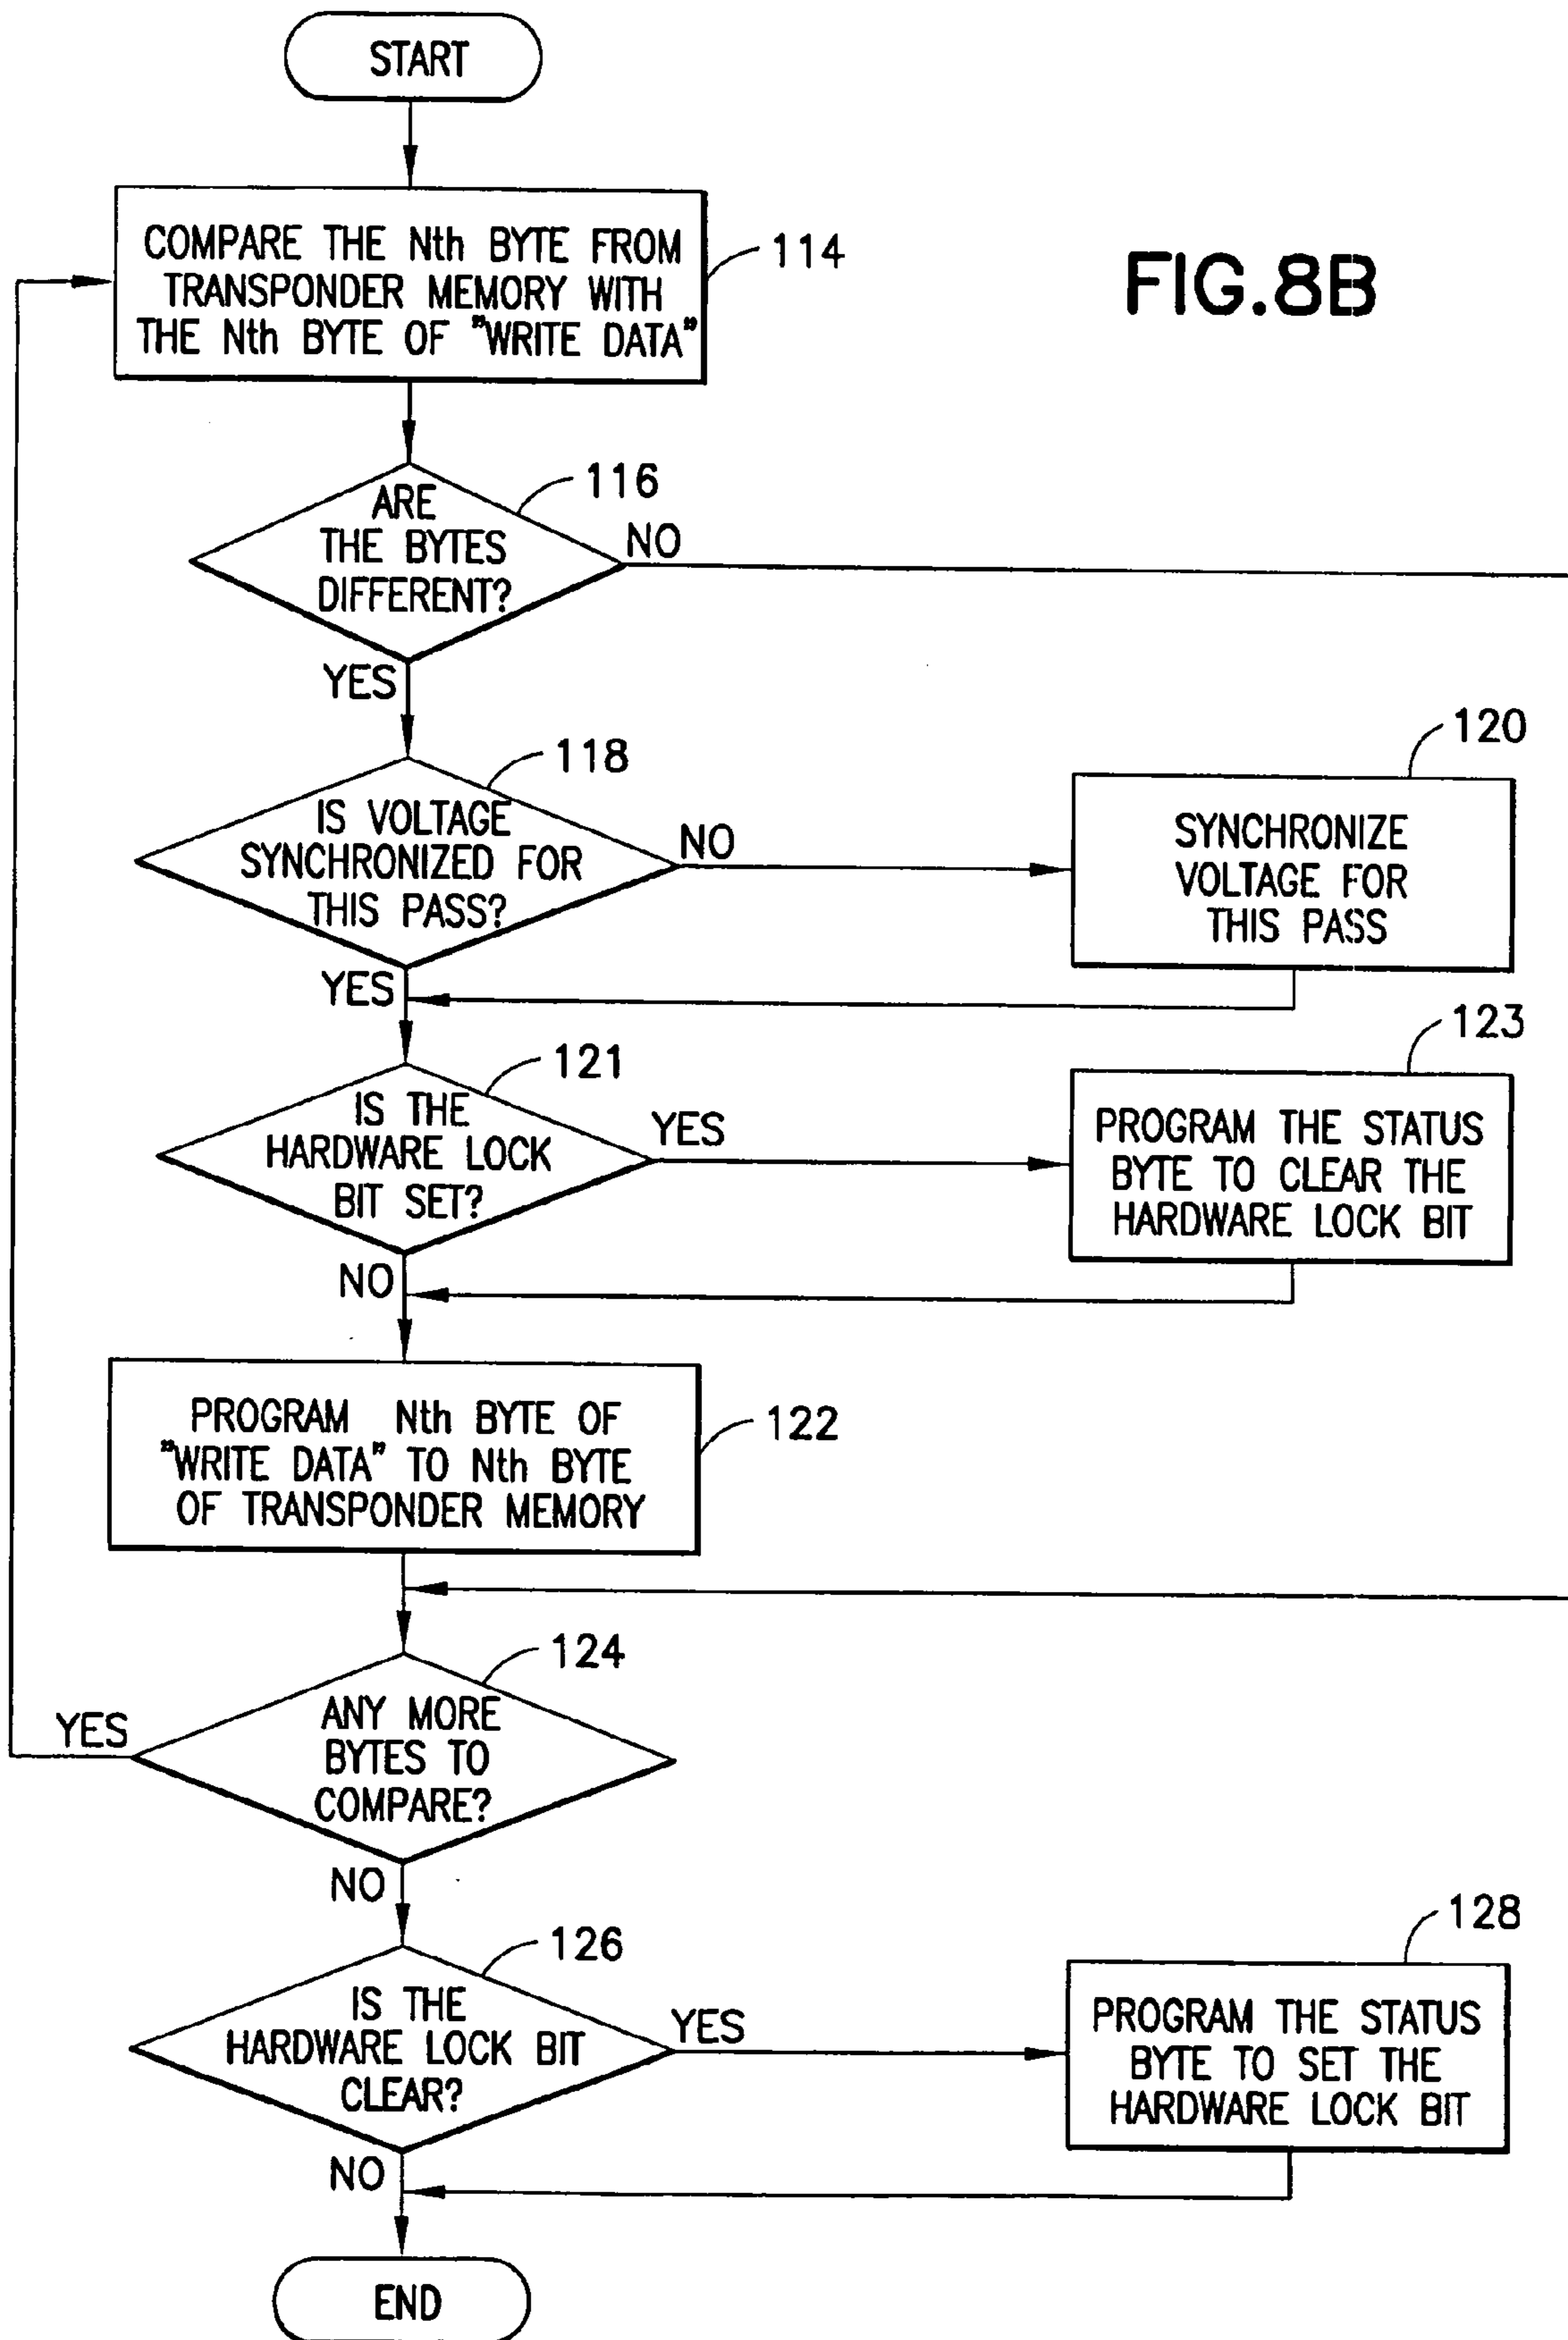 START
COMPARE THE Nth BYTE FROM
TRANSPONDER MEMORY WITH
THE Nth BYTE OF "WRITE DATA"
114
FIG.8B
ARE
THE BYTES
DIFFERENT?
116
NO
YES
IS VOLTAGE
SYNCHRONIZED FOR
THIS PASS?
118
NO
SYNCHRONIZE
VOLTAGE FOR
THIS PASS
120
YES
IS THE
HARDWARE LOCK
BIT SET?
121
YES
PROGRAM THE STATUS
BYTE TO CLEAR THE
HARDWARE LOCK BIT
123
NO
PROGRAM Nth BYTE OF
"WRITE DATA" TO Nth BYTE
OF TRANSPONDER MEMORY
122
ANY MORE
BYTES TO
COMPARE?
124
YES
NO
IS THE
HARDWARE LOCK BIT
CLEAR?
126
YES
PROGRAM THE STATUS
BYTE TO SET THE
HARDWARE LOCK BIT
128
NO
END